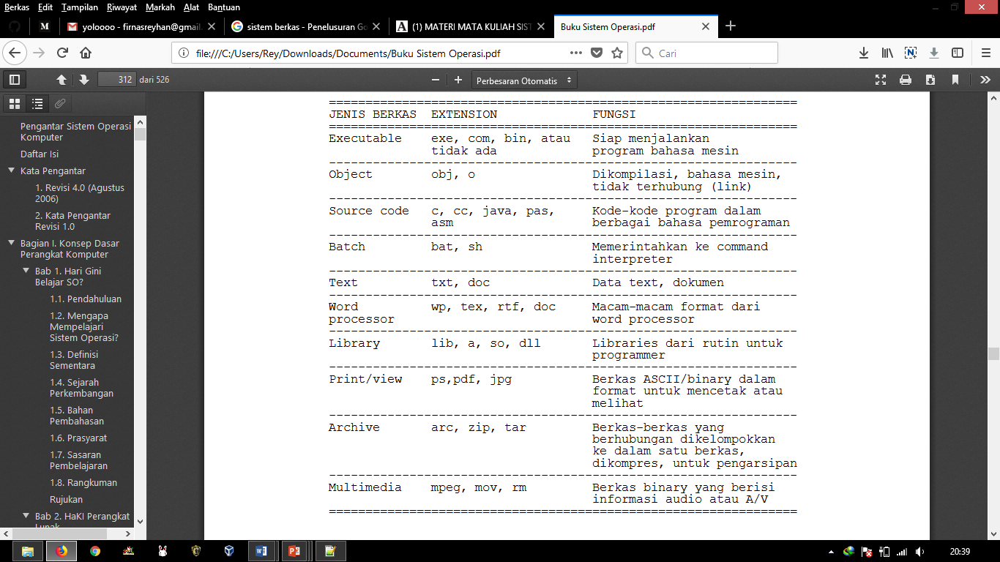 Berkas Edit Tampilan Riwayat Markah Alat Bantuan
yoloooo - firnasreyhan@gmail.
sistem berkas - Penelusuran Go
(1) MATERI MATA KULIAH SIST
Buku Sistem Operasi.pdf
file:///C:/Users/Rey/Downloads/Documents/Buku Sistem Operasi.pdf
Cari
312 dari 526
Perbesaran Otomatis
Pengantar Sistem Operasi
Komputer
Daftar Isi
Kata Pengantar
1. Revisi 4.0 (Agustus
2006)
2. Kata Pengantar
Revisi 1.0
Bagian I. Konsep Dasar
Perangkat Komputer
Bab 1. Hari Gini
Belajar SO?
1.1. Pendahuluan
1.2. Mengapa
Mempelajari
Sistem Operasi?
1.3. Definisi
Sementara
1.4. Sejarah
Perkembangan
1.5. Bahan
Pembahasan
1.6. Prasyarat
1.7. Sasaran
Pembelajaran
1.8. Rangkuman
Rujukan
Bab 2. HaKI Perangkat
Lunak
JENIS BERKAS EXTENSION FUNGSI
Executable exe, com, bin, atau Siap menjalankan
tidak ada program bahasa mesin
Object obj, o Dikompilasi, bahasa mesin,
tidak terhubung (link)
Source code c, cc, java, pas, Kode-kode program dalam
asm berbagai bahasa pemrograman
Batch bat, sh Memerintahkan ke command
interpreter
Text txt, doc Data text, dokumen
Word wp, tex, rtf, doc Macam-macam format dari
processor word processor
Library lib, a, so, dll Libraries dari rutin untuk
programmer
Print/view ps,pdf, jpg Berkas ASCII/binary dalam
format untuk mencetak atau
melihat
Archive arc, zip, tar Berkas-berkas yang
berhubungan dikelompokkan
ke dalam satu berkas,
dikompres, untuk pengarsipan
Multimedia mpeg, mov, rm Berkas binary yang berisi
informasi audio atau A/V
20:39